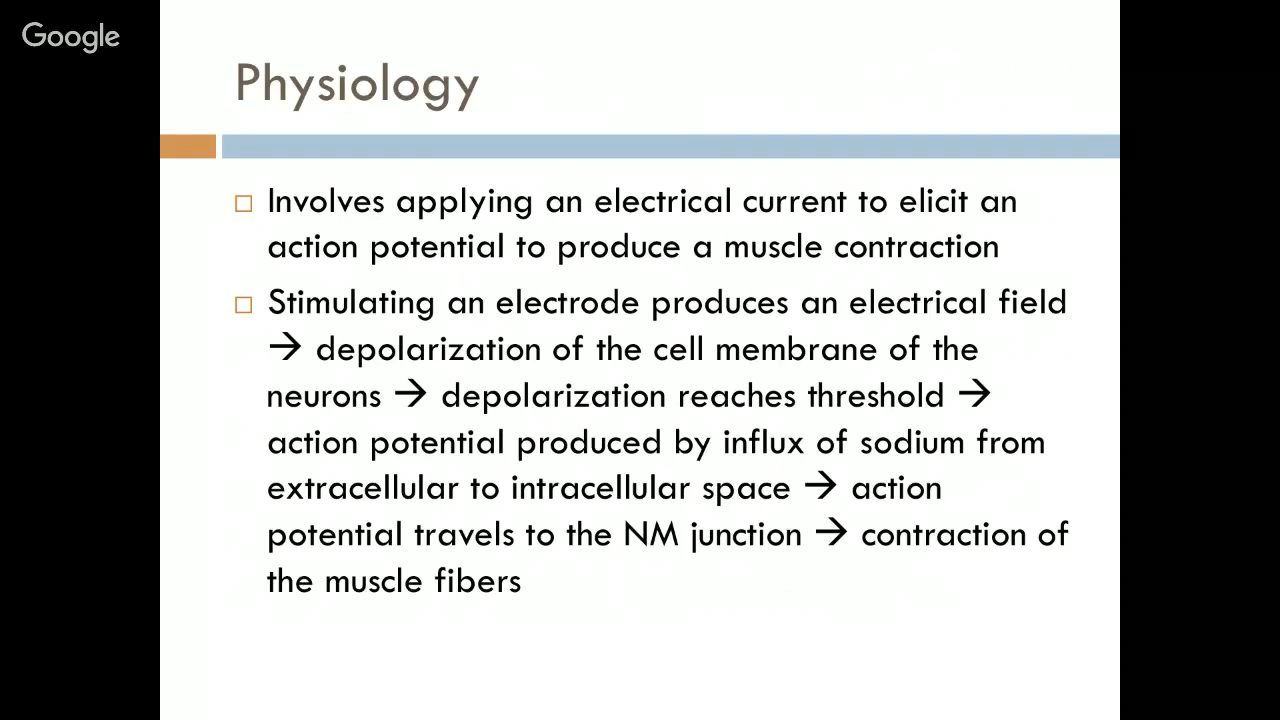 Google
Physiology
Involves applying an electrical current to elicit an
action potential to produce a muscle contraction
Stimulating an electrode produces an electrical field
→ depolarization of the cell membrane of the
neurons → depolarization reaches threshold →
action potential produced by influx of sodium from
extracellular to intracellular space → action
potential travels to the NM junction → contraction of
the muscle fibers